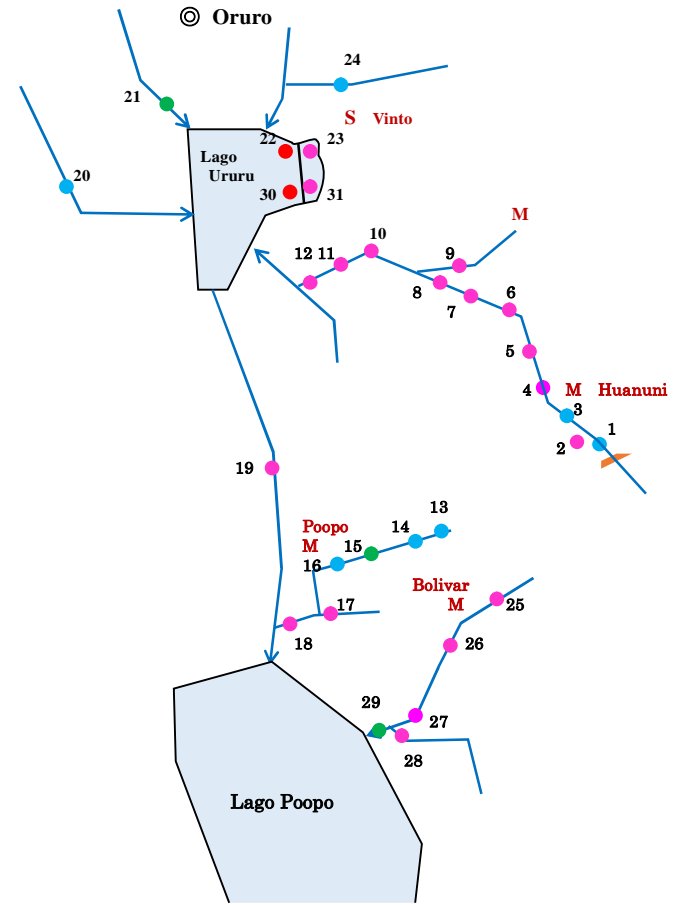 Oruro
24
21
S Vinto
22 23
Lago
Ururu
20
30 31
M
10
12 11 9
8
7
6
5
4 M Huanuni
3
1
2
19
13
Poopo
M
14
15
16
Bolivar
M
17
25
18
26
29
27
28
Lago Poopo